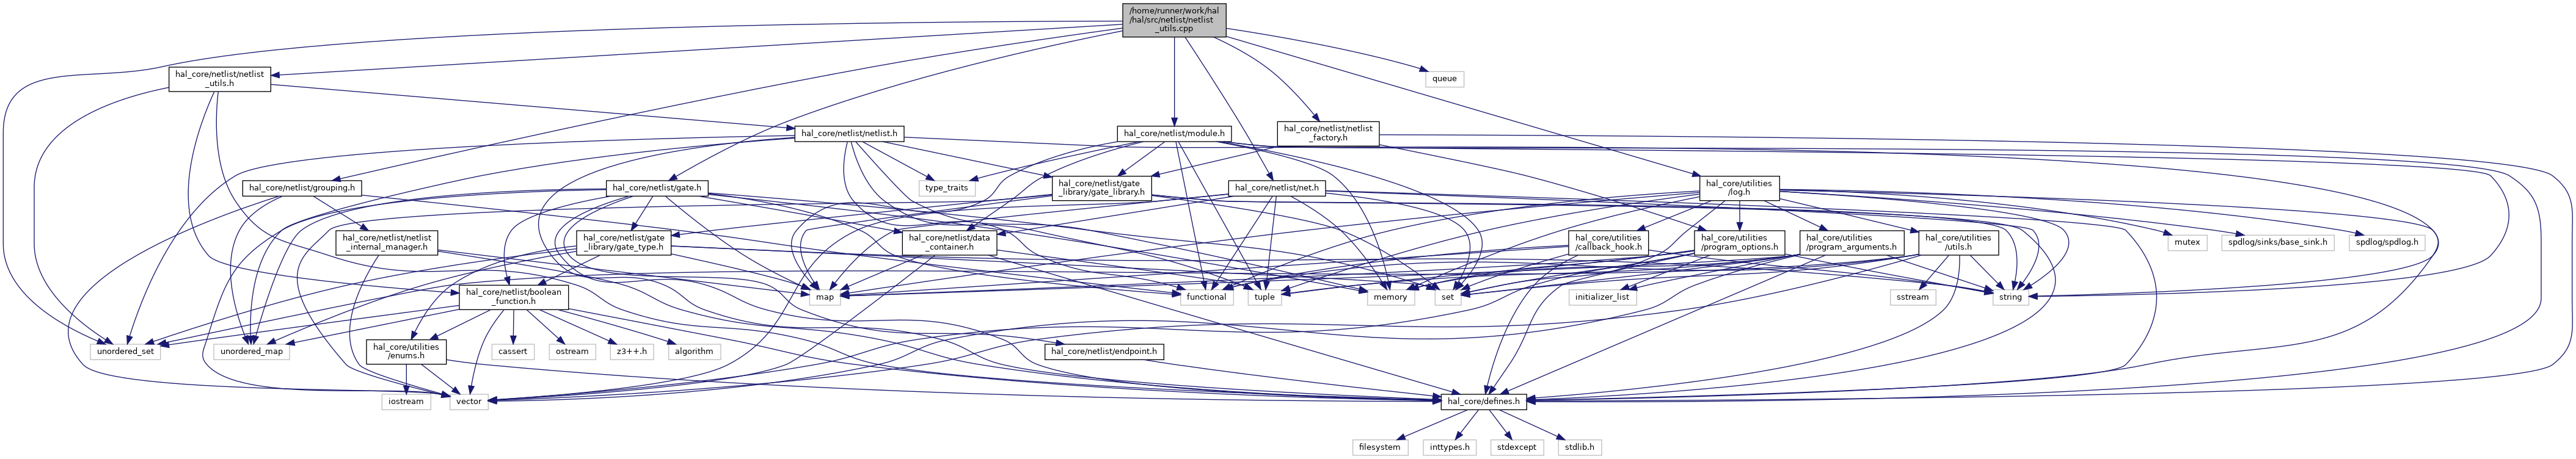 /home/runner/work/hal
/hal/src/netlist/netlist
_utils.cpp
hal_core/netlist/netlist
_utils.h
queue
hal_core/netlist/netlist.h
hal_core/netlist/module.h
hal_core/netlist/netlist
_factory.h
hal_core/netlist/grouping.h
hal_core/netlist/gate.h
type_traits
hal_core/netlist/gate
_library/gate_library.h
hal_core/netlist/net.h
hal_core/utilities
/log.h
hal_core/netlist/netlist
_internal_manager.h
hal_core/netlist/gate
_library/gate_type.h
hal_core/netlist/data
_container.h
hal_core/utilities
/callback_hook.h
hal_core/utilities
/program_options.h
hal_core/utilities
/program_arguments.h
hal_core/utilities
/utils.h
mutex
spdlog/sinks/base_sink.h
spdlog/spdlog.h
hal_core/netlist/boolean
_function.h
map
functional
tuple
memory
set
initializer_list
sstream
string
unordered_set
unordered_map
hal_core/utilities
/enums.h
cassert
ostream
z3++.h
algorithm
hal_core/netlist/endpoint.h
iostream
vector
hal_core/defines.h
filesystem
inttypes.h
stdexcept
stdlib.h